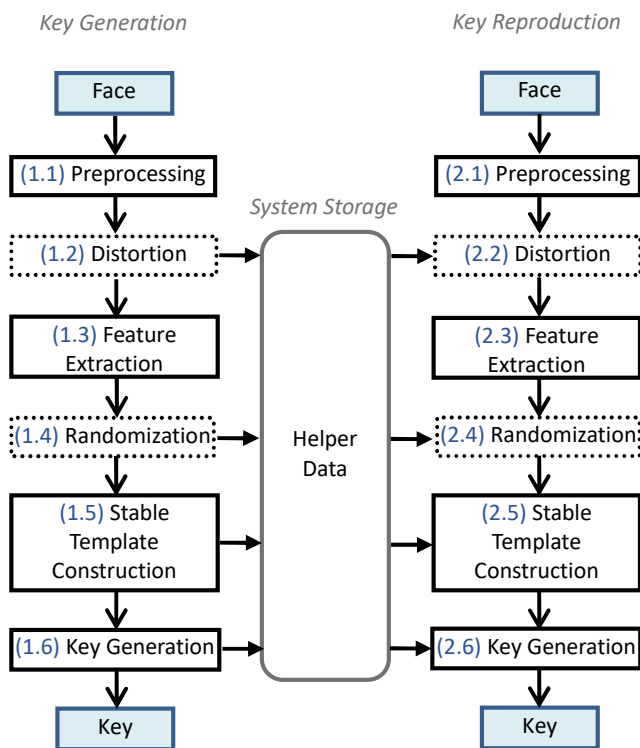 Key Generation
Face
(1.1) Preprocessing
(1.2) Distortion
(1.3) Feature
Extraction
(1.4) Randomization
(1.5) Stable
Template
Construction
(1.6) Key Generation
Key
System Storage
Helper
Data
Key Reproduction
Face
(2.1) Preprocessing
(2.2) Distortion
(2.3) Feature
Extraction
(2.4) Randomization
(2.5) Stable
Template
Construction
(2.6) Key Generation
Key